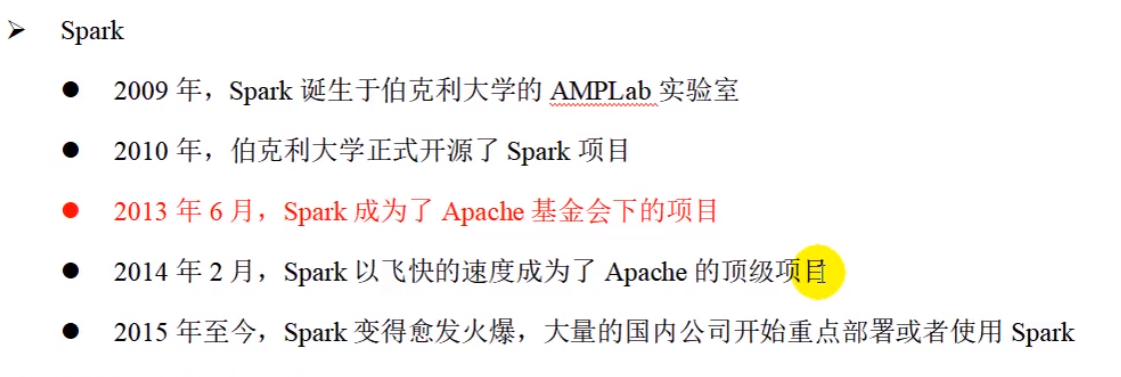 Spark
2009 年，Spark 诞生于伯克利大学的 AMPLab 实验室
2010 年，伯克利大学正式开源了 Spark 项目
2013 年 6 月，Spark 成为了 Apache 基金会下的项目
2014 年 2 月，Spark 以飞快的速度成为了 Apache 的顶级项目
2015 年至今，Spark 变得愈发火爆，大量的国内公司开始重点部署或者使用 Spark